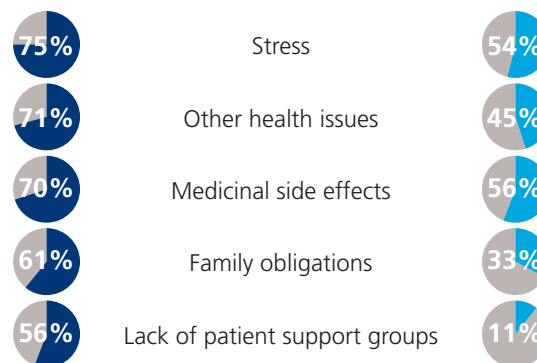 75% Stress 54%
71% Other health issues 45%
70% Medicinal side effects 56%
61% Family obligations 33%
56% Lack of patient support groups 11%